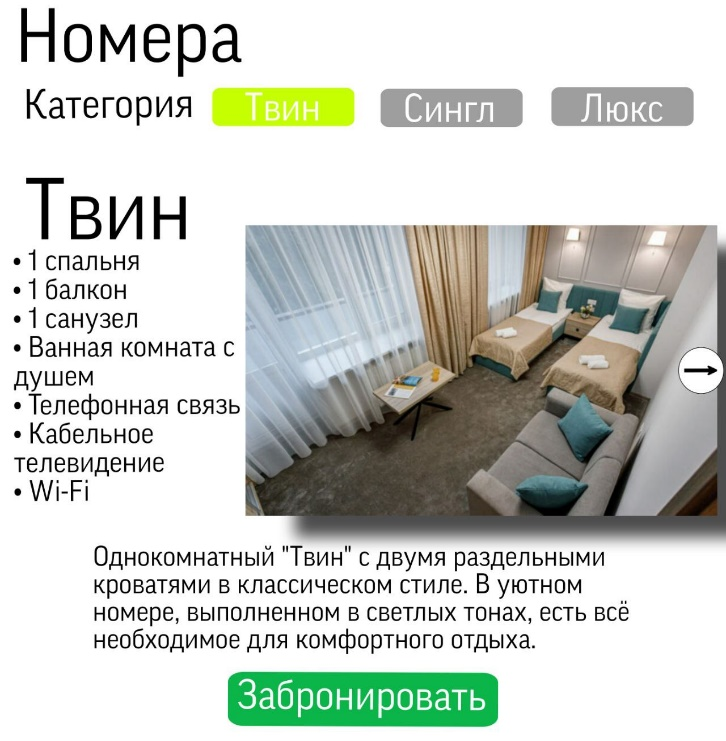 Номера
Категория Твин Сингл Люкс
Твин
• 1 спальня
• 1 балкон
• 1 санузел
• Ванная комната с
душем
• Телефонная связь
• Кабельное
телевидение
• Wi-Fi
Однокомнатный "Твин" с двумя раздельными
кроватями в классическом стиле. В уютном
номере, выполненном в светлых тонах, есть всё
необходимое для комфортного отдыха.
Забронировать